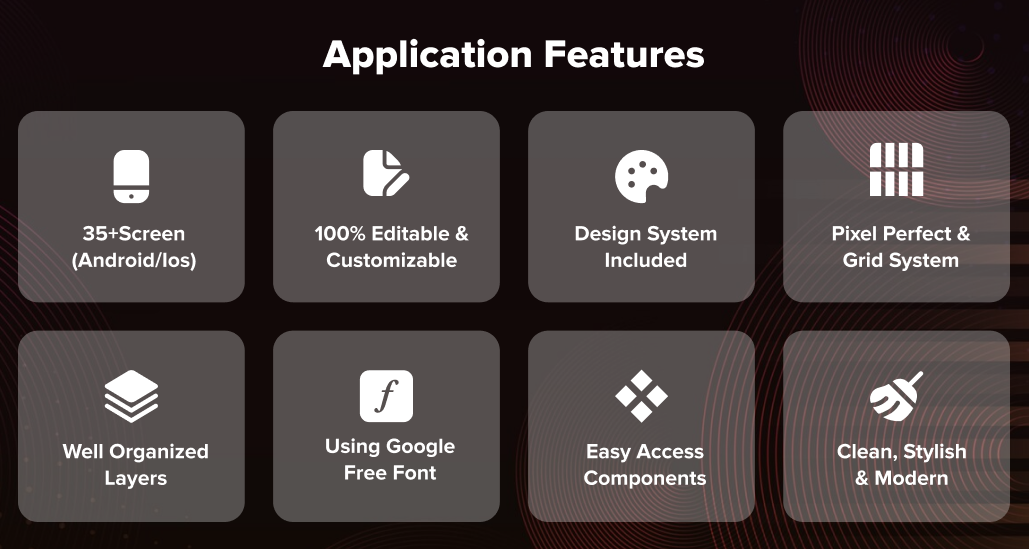 Application Features
35+Screen
(Android/Ios)
100% Editable &
Customizable
Design System
Included
Pixel Perfect &
Grid System
Well Organized
Layers
f
Using Google
Free Font
Easy Access
Components
Clean, Stylish
& Modern